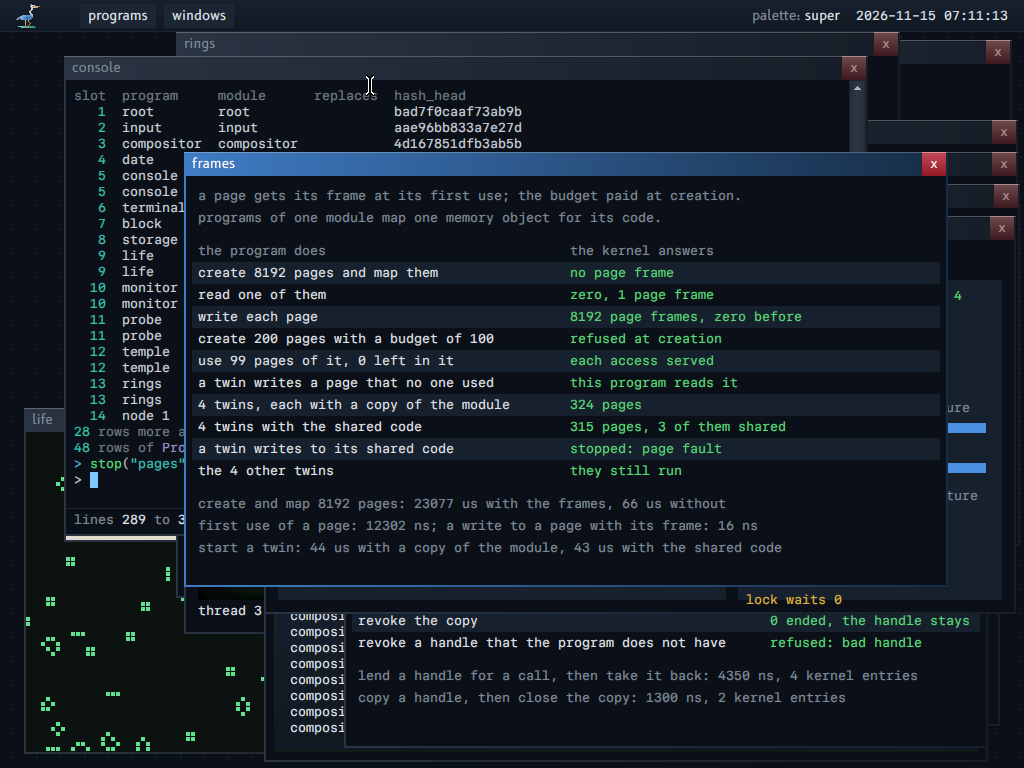 programs windows palette: super 2026-11-15 07:11:13
rings x
x
console x
slot program module replaces hash_head
1 root root bad7f0caaf73ab9b
2 input input aae96bb833a7e27d
3 compositor compositor 4d167851dfb3ab5b
4 date
5 console
5 console
6 terminal
7 block
8 storage
9 life
9 life
10 monitor
10 monitor
11 probe
11 probe
12 temple
12 temple
13 rings
13 rings
14 node 1
28 rows more a
48 rows of Pro
> stop("pages"
>
lines 289 to 3
x
x
x
x
frames x
a page gets its frame at its first use; the budget paid at creation.
programs of one module map one memory object for its code.
the program does the kernel answers
create 8192 pages and map them no page frame
read one of them zero, 1 page frame
write each page 8192 page frames, zero before
create 200 pages with a budget of 100 refused at creation
use 99 pages of it, 0 left in it each access served
a twin writes a page that no one used this program reads it
4 twins, each with a copy of the module 324 pages
4 twins with the shared code 315 pages, 3 of them shared
a twin writes to its shared code stopped: page fault
the 4 other twins they still run
create and map 8192 pages: 23077 us with the frames, 66 us without
first use of a page: 12302 ns; a write to a page with its frame: 16 ns
start a twin: 44 us with a copy of the module, 43 us with the shared code
4
ure
ture
life
thread 3
lock waits 0
composi
composi
composi
composi
composi
composi
composi
composi
revoke the copy 0 ended, the handle stays
revoke a handle that the program does not have refused: bad handle
lend a handle for a call, then take it back: 4350 ns, 4 kernel entries
copy a handle, then close the copy: 1300 ns, 2 kernel entries